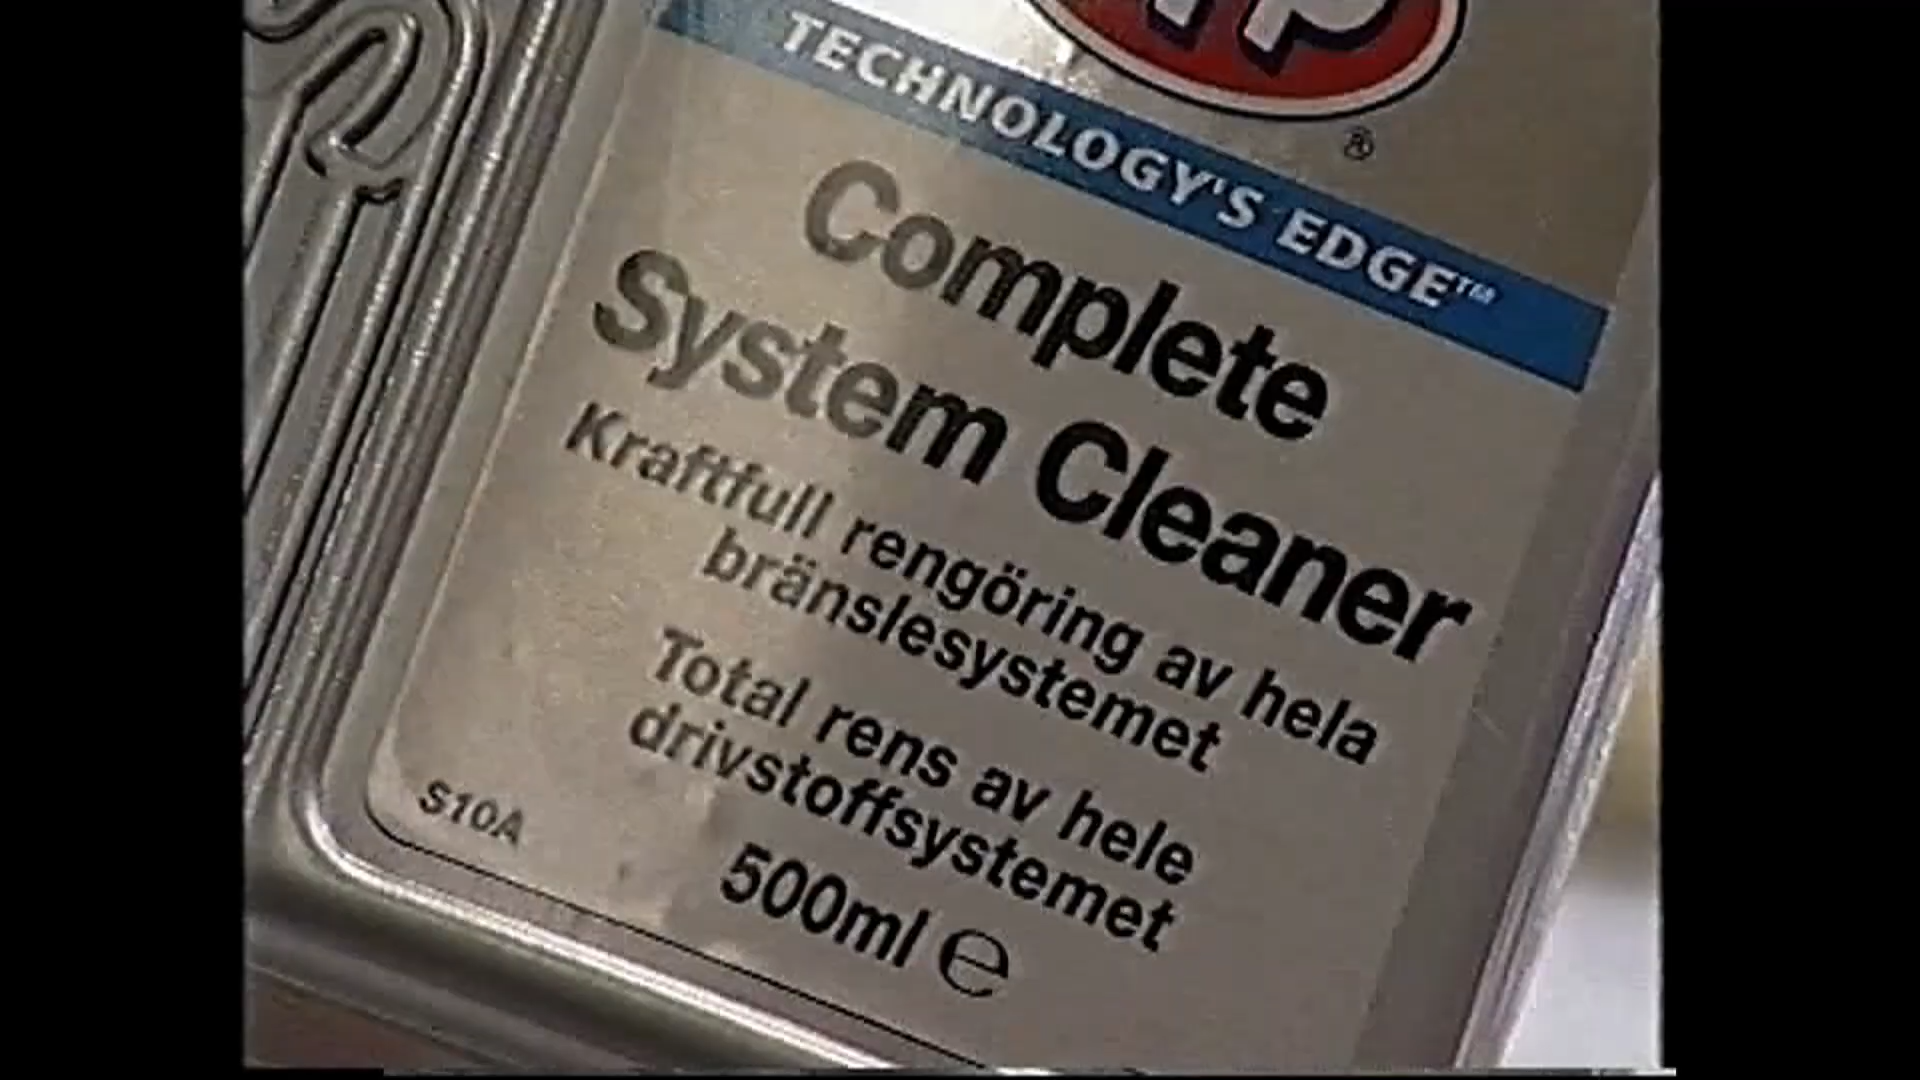 TECHNOLOGY'S EDGE™
Complete
System Cleaner
Kraftfull rengöring av hela
bränslesystemet
Total rens av hele
drivstoffsystemet
S10A
500ml ℮